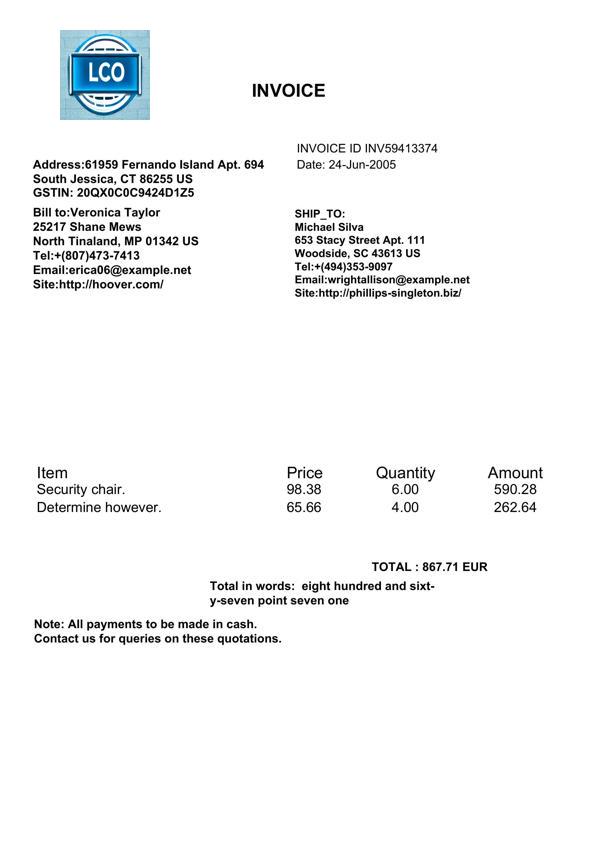 LCO
INVOICE
INVOICE ID INV59413374
Date: 24-Jun-2005
Address:61959 Fernando Island Apt. 694
South Jessica, CT 86255 US
GSTIN: 20QX0C0C9424D1Z5
Bill to:Veronica Taylor
25217 Shane Mews
North Tinaland, MP 01342 US
Tel:+(807)473-7413
Email:erica06@example.net
Site:http://hoover.com/
SHIP_TO:
Michael Silva
653 Stacy Street Apt. 111
Woodside, SC 43613 US
Tel:+(494)353-9097
Email:wrightallison@example.net
Site:http://phillips-singleton.biz/
Item Price Quantity Amount
Security chair. 98.38 6.00 590.28
Determine however. 65.66 4.00 262.64
TOTAL : 867.71 EUR
Total in words: eight hundred and sixt-
y-seven point seven one
Note: All payments to be made in cash.
Contact us for queries on these quotations.